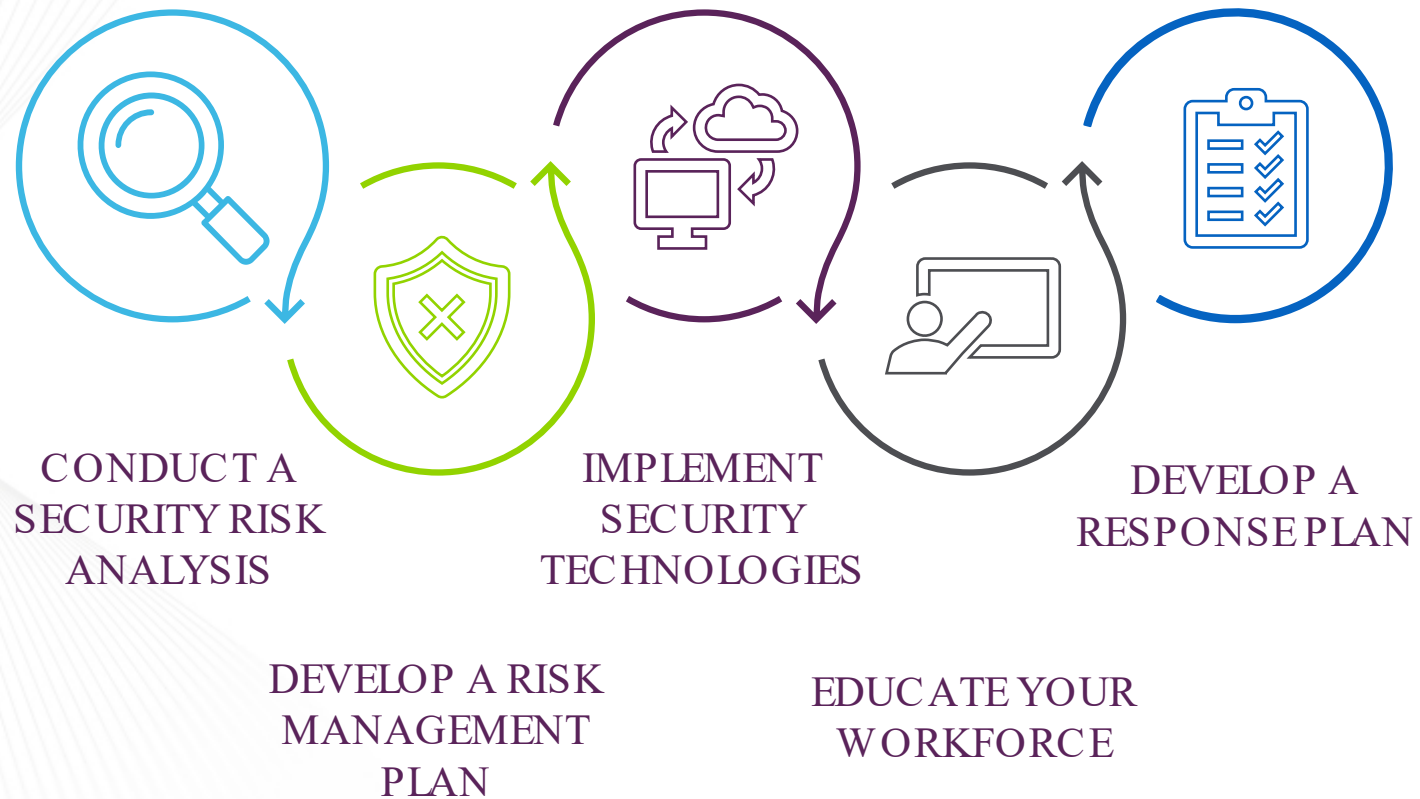 CONDUCT A
SECURITY RISK
ANALYSIS
DEVELOP A RISK
MANAGEMENT
PLAN
IMPLEMENT
SECURITY
TECHNOLOGIES
EDUCATE YOUR
WORKFORCE
DEVELOP A
RESPONSE PLAN